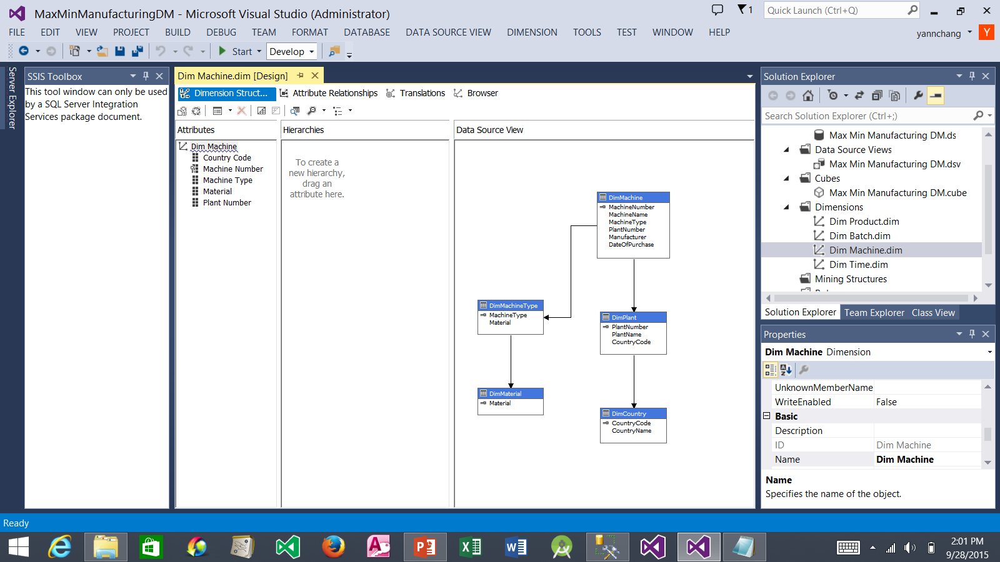 MaxMinManufacturingDM - Microsoft Visual Studio (Administrator)
1
Quick Launch (Ctrl+Q)
FILE EDIT VIEW PROJECT BUILD DEBUG TEAM FORMAT DATABASE DATA SOURCE VIEW DIMENSION TOOLS TEST WINDOW HELP
yannchang
Y
Start
Develop
Server Explorer
SSIS Toolbox
This tool window can only be used
by a SQL Server Integration
Services package document.
Dim Machine.dim [Design]
Dimension Struct...
Attribute Relationships
Translations
Browser
Attributes
Dim Machine
Country Code
Machine Number
Machine Type
Material
Plant Number
Hierarchies
To create a
new hierarchy,
drag an
attribute here.
Data Source View
DimMachine
MachineNumber
MachineName
MachineType
PlantNumber
Manufacturer
DateOfPurchase
DimMachineType
MachineType
Material
DimPlant
PlantNumber
PlantName
CountryCode
DimMaterial
Material
DimCountry
CountryCode
CountryName
Solution Explorer
Search Solution Explorer (Ctrl+;)
Max Min Manufacturing DM.ds
Data Source Views
Max Min Manufacturing DM.dsv
Cubes
Max Min Manufacturing DM.cube
Dimensions
Dim Product.dim
Dim Batch.dim
Dim Machine.dim
Dim Time.dim
Mining Structures
Solution Explorer
Team Explorer
Class View
Properties
Dim Machine Dimension
UnknownMemberName
WriteEnabled False
Basic
Description
ID Dim Machine
Name Dim Machine
Name
Specifies the name of the object.
Ready
2:01 PM
9/28/2015